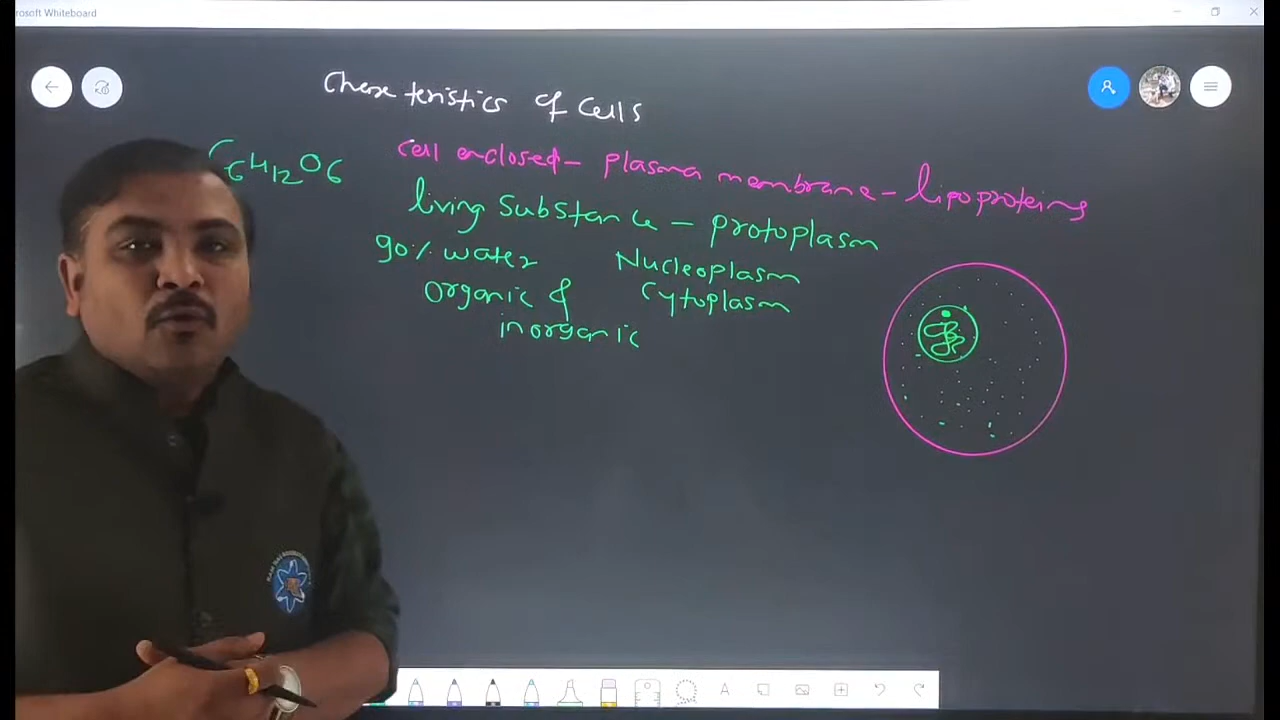 rosoft Whiteboard
Charecteristics of Cells
C6H12O6
Cell enclosed - plasma membrane - lipoproteins
living substance - protoplasm
90% water
Nucleoplasm
Organic &
Cytoplasm
inorganic
A